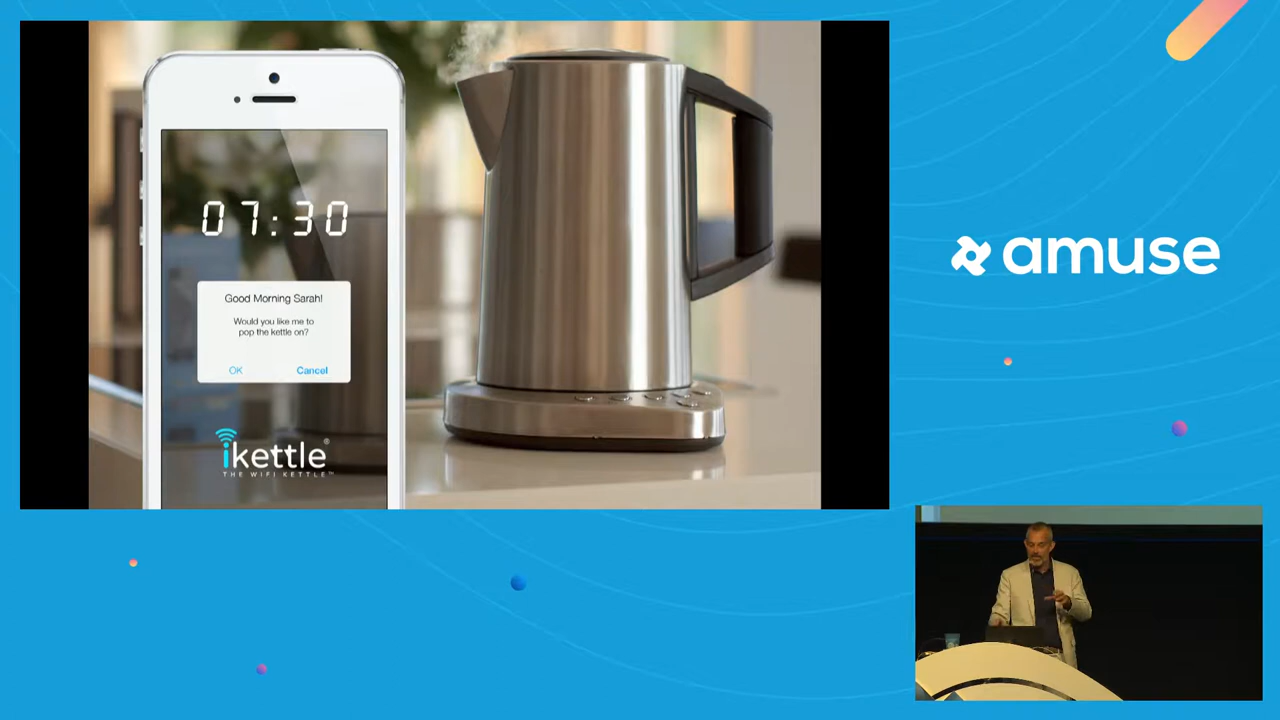 07:30
Good Morning Sarah!
Would you like me to
pop the kettle on?
OK Cancel
ikettle®
THE WIFI KETTLE™
amuse